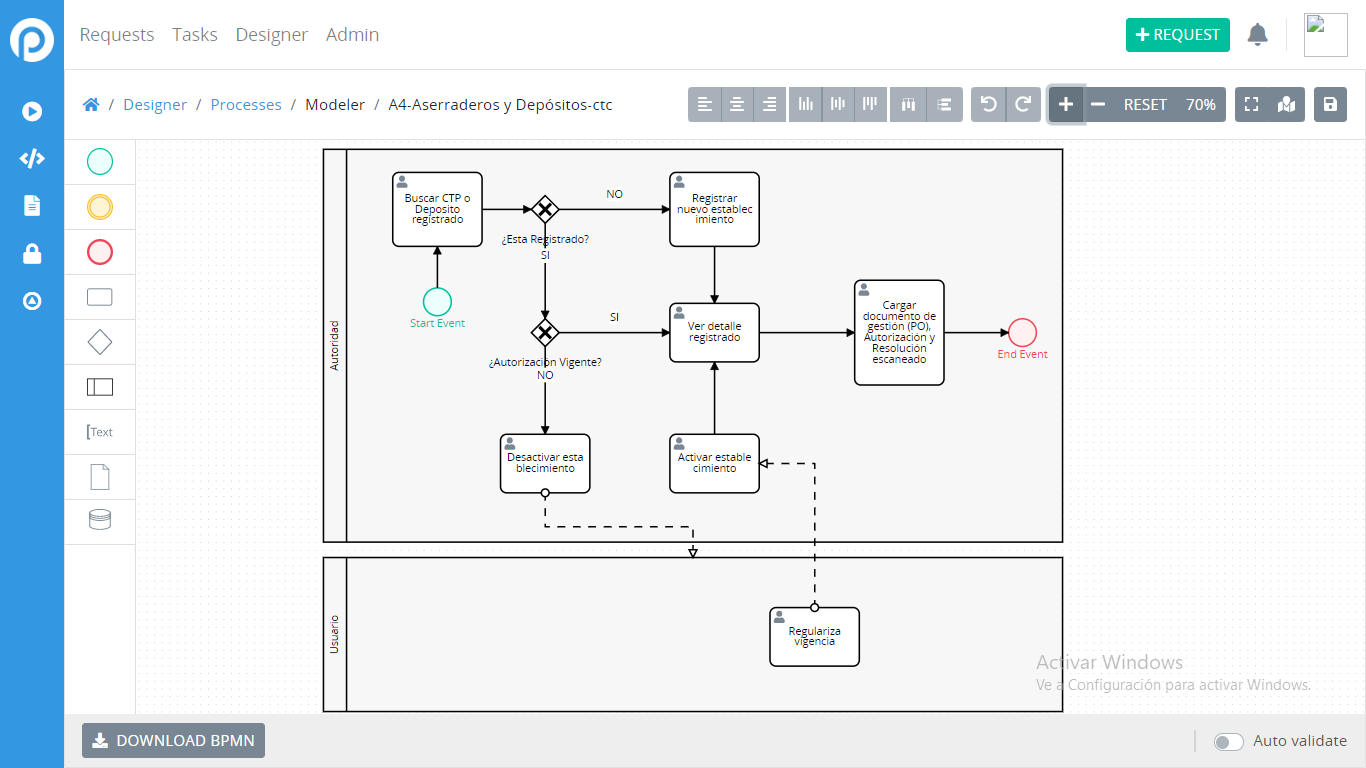 Requests Tasks Designer Admin
REQUEST
/ Designer / Processes / Modeler / A4-Aserraderos y Depósitos-ctc
RESET 70%
[Text
Autoridad
Buscar CTP o
Deposito
registrado
NO
Registrar
nuevo establec
imiento
¿Esta Registrado?
SI
Start Event
SI
Ver detalle
registrado
Cargar
documento de
gestión (PO),
Autorización y
Resolución
escaneado
End Event
¿Autorización Vigente?
NO
Desactivar esta
blecimiento
Activar estable
cimiento
Usuario
Regulariza
vigencia
Activar Windows
Ve a Configuración para activar Windows.
DOWNLOAD BPMN
Auto validate